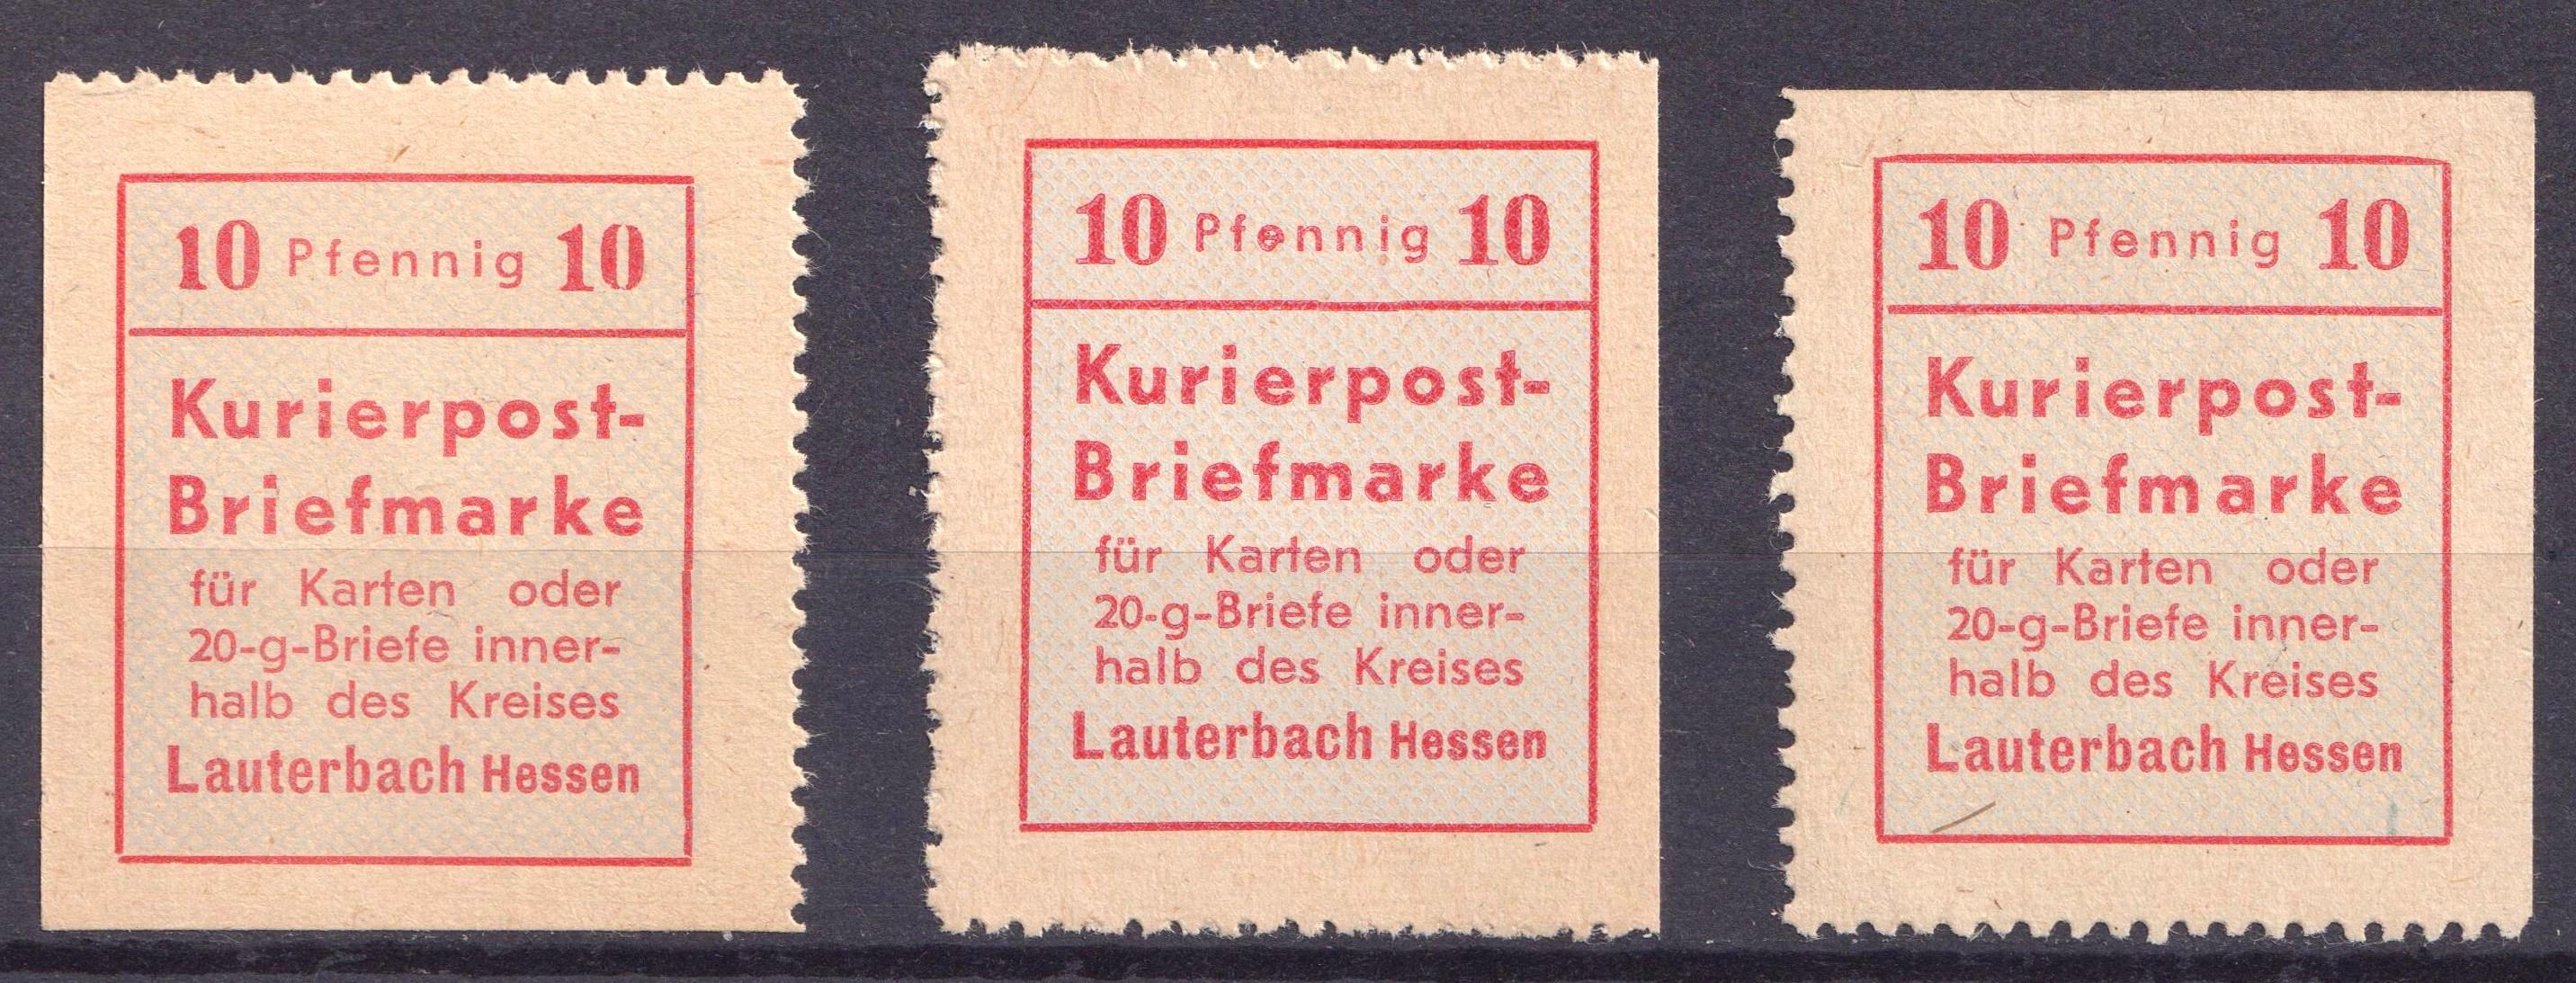 10 Pfennig 10
Kurierpost-
Briefmarke
für Karten oder
20-g-Briefe inner-
halb des Kreises
Lauterbach Hessen
10 Pfennig 10
Kurierpost-
Briefmarke
für Karten oder
20-g-Briefe inner-
halb des Kreises
Lauterbach Hessen
10 Pfennig 10
Kurierpost-
Briefmarke
für Karten oder
20-g-Briefe inner-
halb des Kreises
Lauterbach Hessen